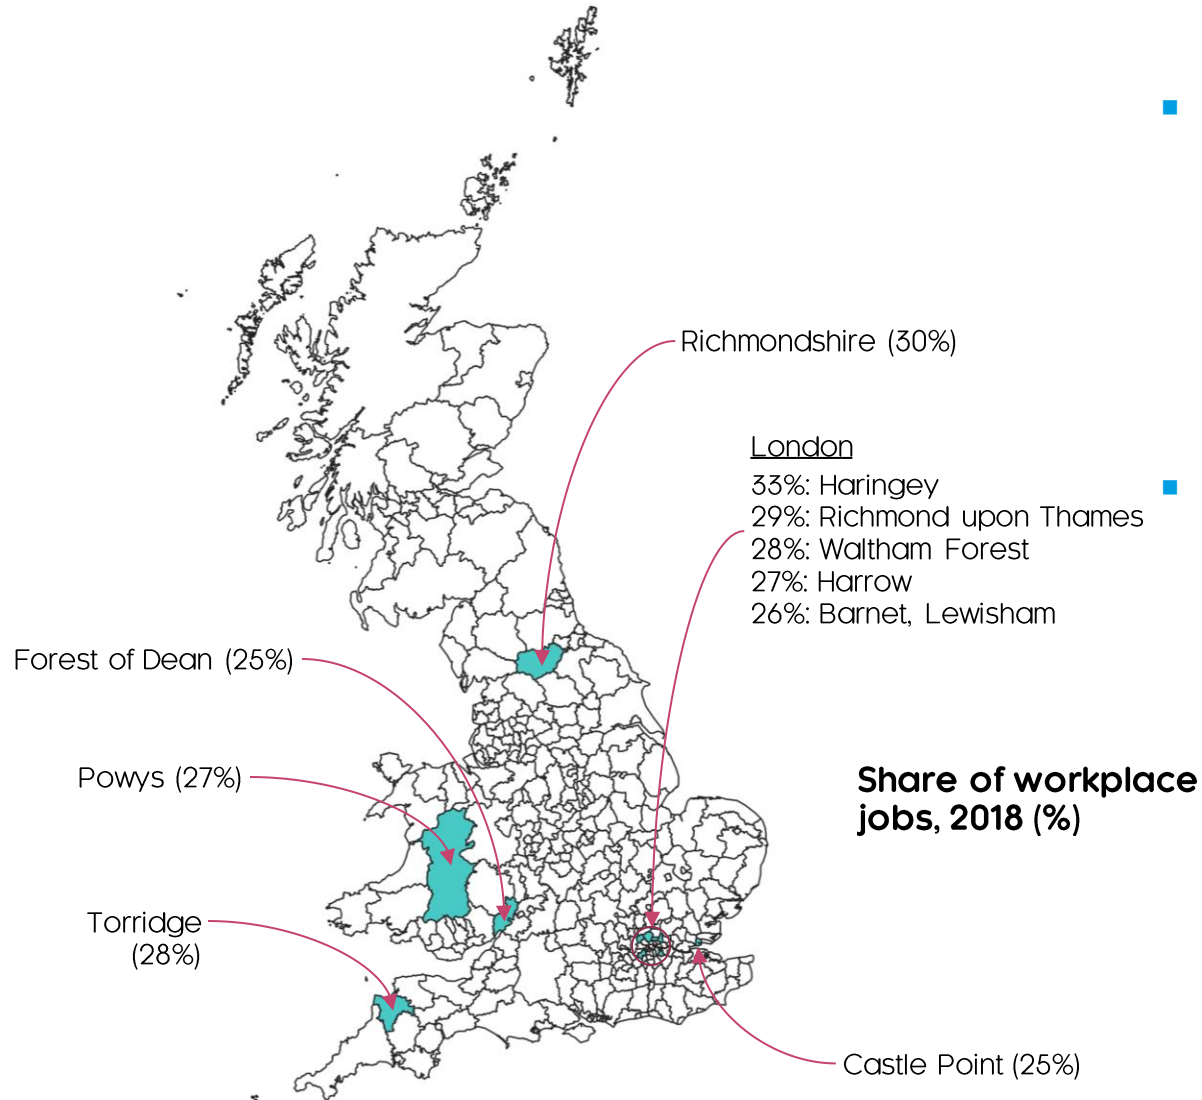 Richmondshire (30%)
London
33%: Haringey
29%: Richmond upon Thames
28%: Waltham Forest
27%: Harrow
26%: Barnet, Lewisham
Forest of Dean (25%)
Powys (27%)
Share of workplace
jobs, 2018 (%)
Torridge
(28%)
Castle Point (25%)